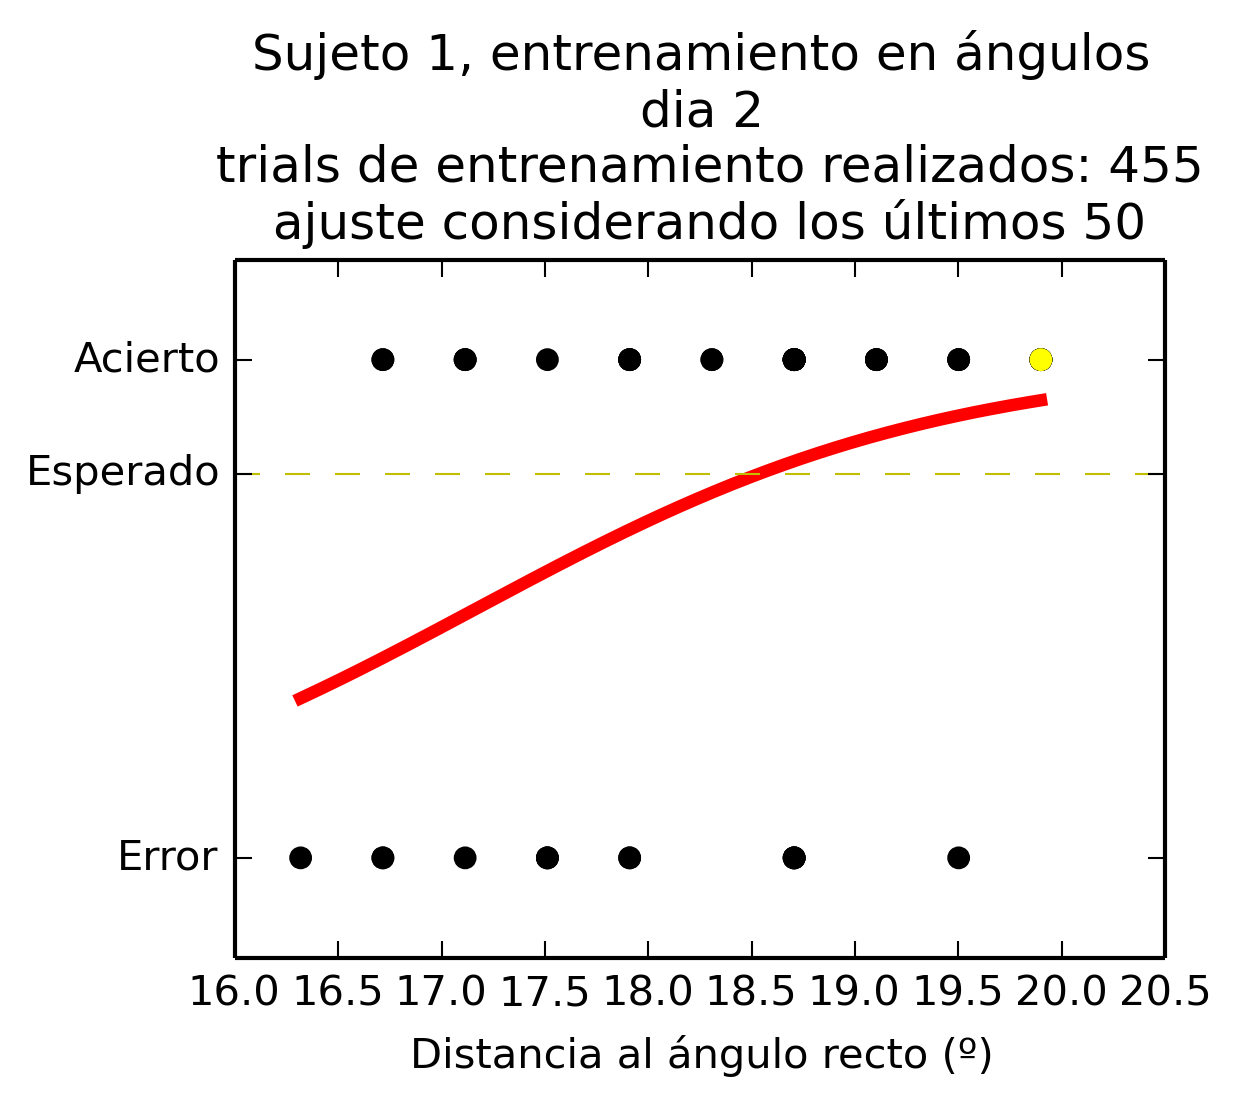 Sujeto 1, entrenamiento en ángulos
dia 2
trials de entrenamiento realizados: 455
ajuste considerando los últimos 50
Acierto
Esperado
Error
16.0 16.5 17.0 17.5 18.0 18.5 19.0 19.5 20.0 20.5
Distancia al ángulo recto (º)